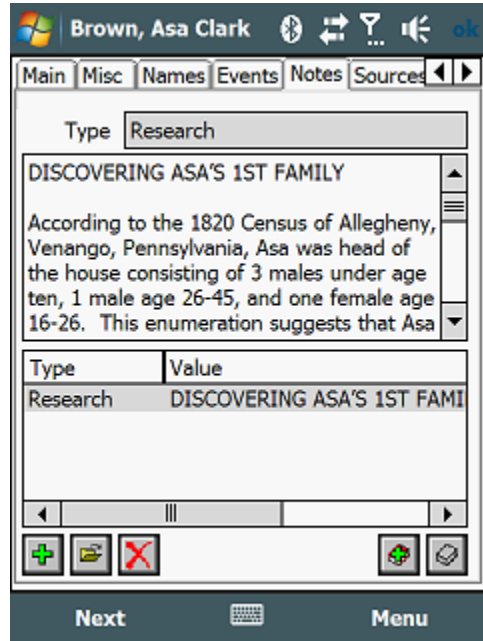 Brown, Asa Clark ok
Main Misc Names Events Notes Sources
Type Research
DISCOVERING ASA'S 1ST FAMILY
According to the 1820 Census of Allegheny,
Venango, Pennsylvania, Asa was head of
the house consisting of 3 males under age
ten, 1 male age 26-45, and one female age
16-26. This enumeration suggests that Asa
Type Value
Research DISCOVERING ASA'S 1ST FAMI
Next Menu